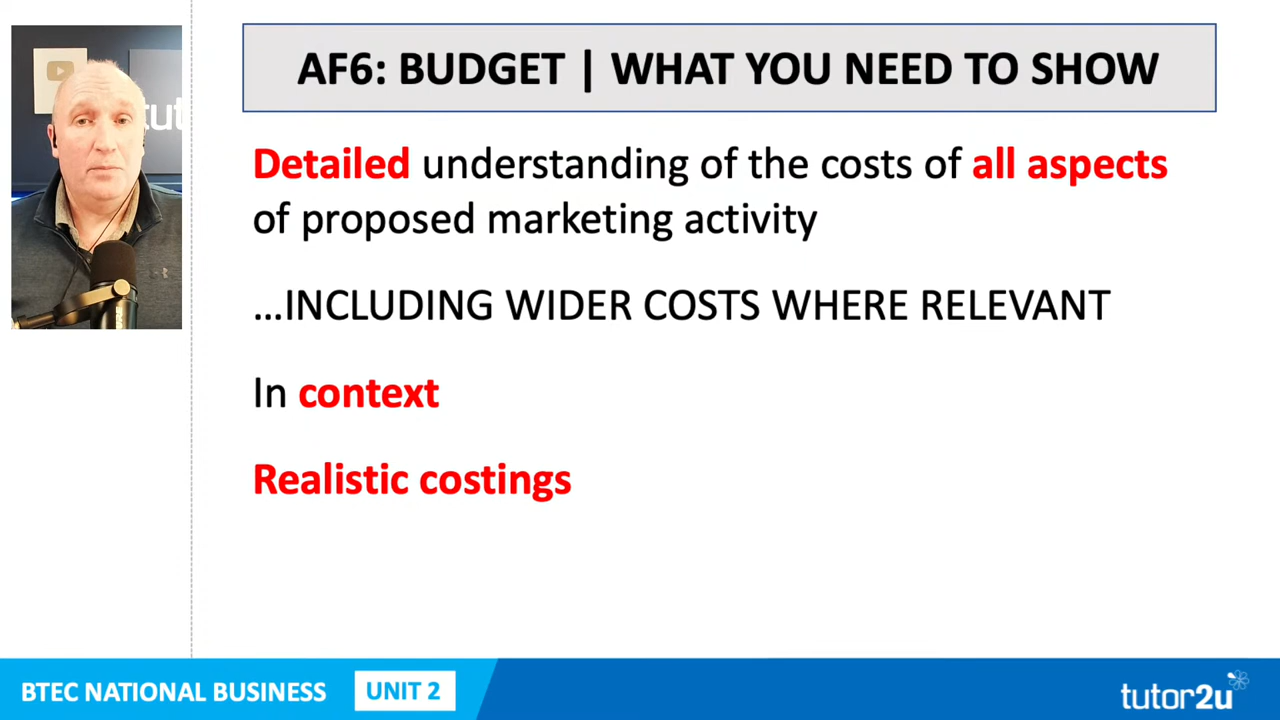 AF6: BUDGET | WHAT YOU NEED TO SHOW
tut
Detailed understanding of the costs of all aspects
of proposed marketing activity
...INCLUDING WIDER COSTS WHERE RELEVANT
In context
Realistic costings
BTEC NATIONAL BUSINESS
UNIT 2
tutor2u